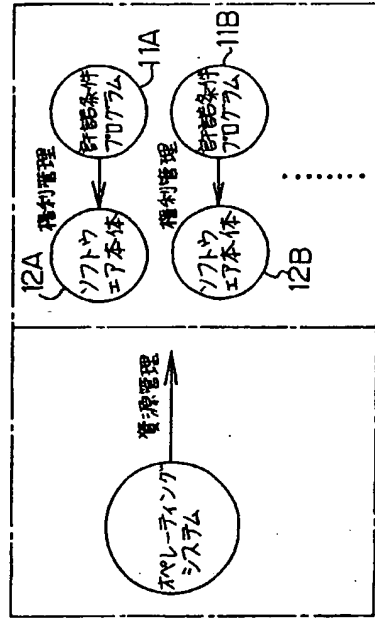 オペレーティング
システム
資源管理
12A
ソフトウ
ェア本体
権利管理
許諾条件
プログラム
11A
12B
ソフトウ
ェア本体
権利管理
許諾条件
プログラム
11B